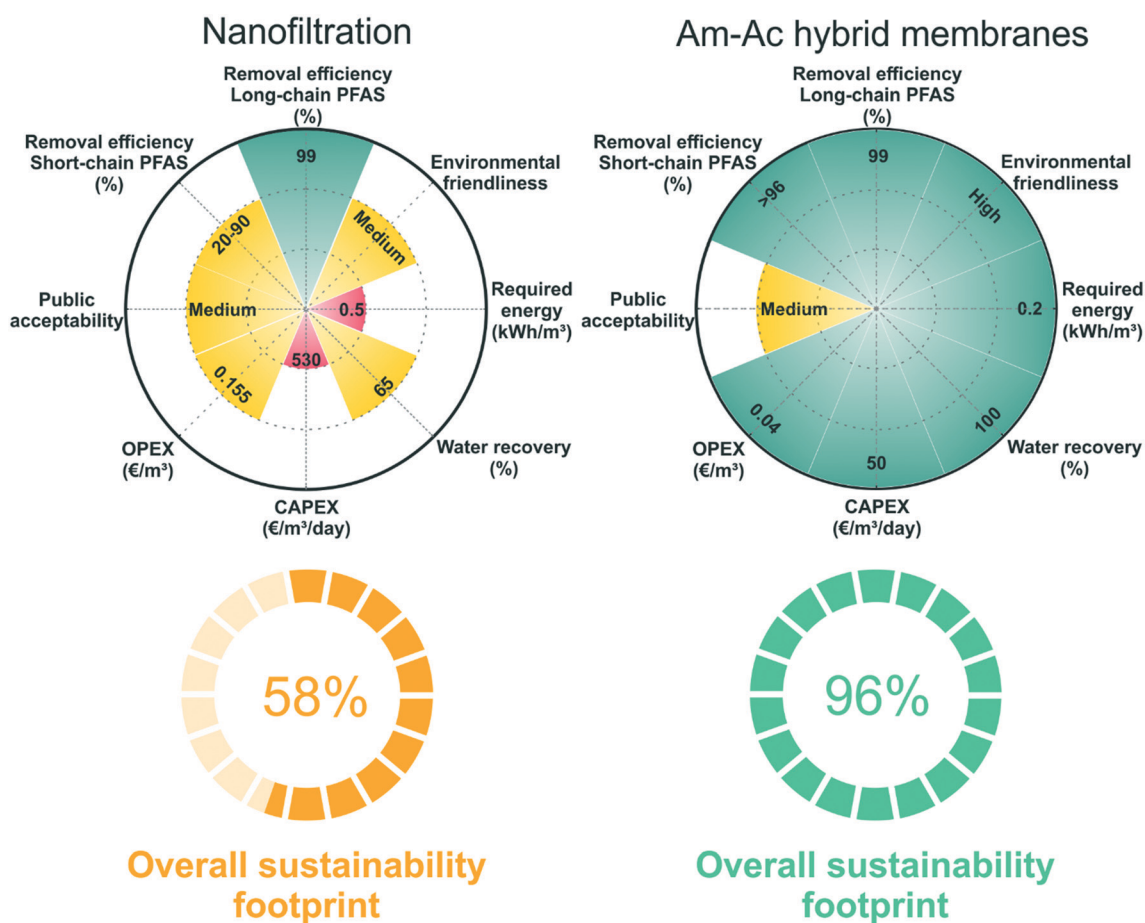 Nanofiltration
Removal efficiency
Long-chain PFAS
(%)
Removal efficiency
Short-chain PFAS
(%)
Environmental
friendliness
99
20-90
Medium
Public
acceptability
Medium
0.5
Required
energy
(kWh/m³)
530
0.155
65
OPEX
(€/m³)
Water recovery
(%)
CAPEX
(€/m³/day)
58%
Overall sustainability
footprint
Am-Ac hybrid membranes
Removal efficiency
Long-chain PFAS
(%)
Removal efficiency
Short-chain PFAS
(%)
Environmental
friendliness
99
>96
High
Public
acceptability
Medium
0.2
Required
energy
(kWh/m³)
0.04
50
100
OPEX
(€/m³)
Water recovery
(%)
CAPEX
(€/m³/day)
96%
Overall sustainability
footprint